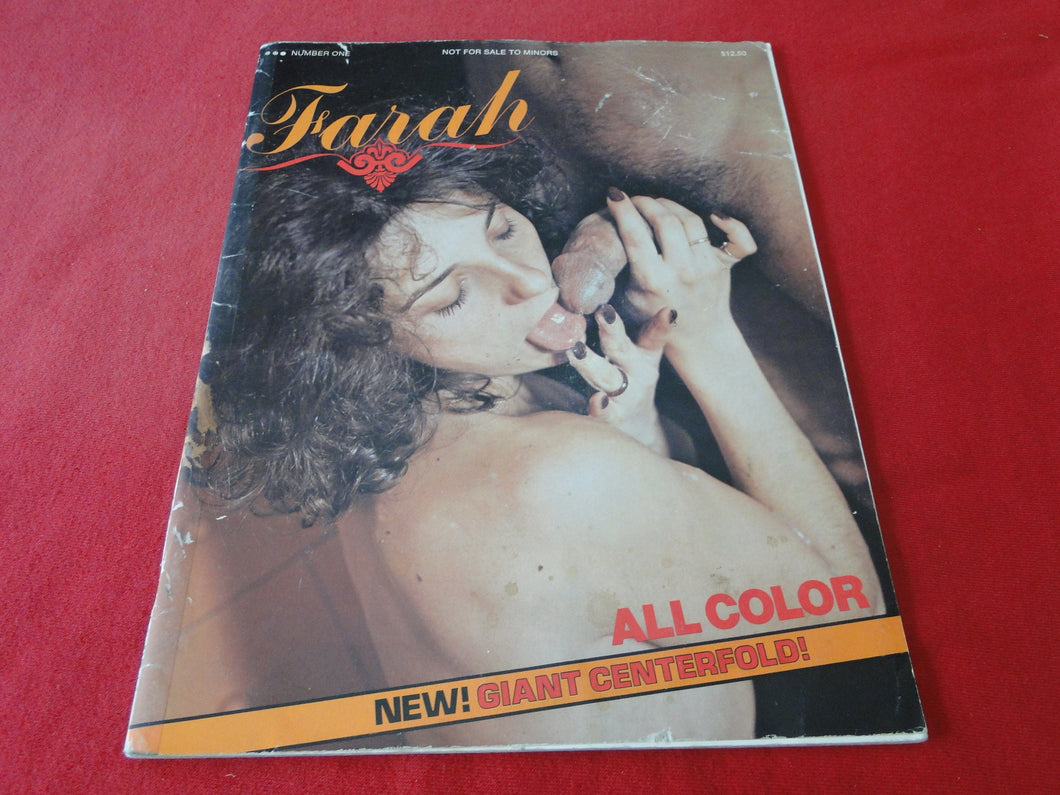 NUMBER ONE
NOT FOR SALE TO MINORS
$12.50
Farah
ALL COLOR
NEW! GIANT CENTERFOLD!